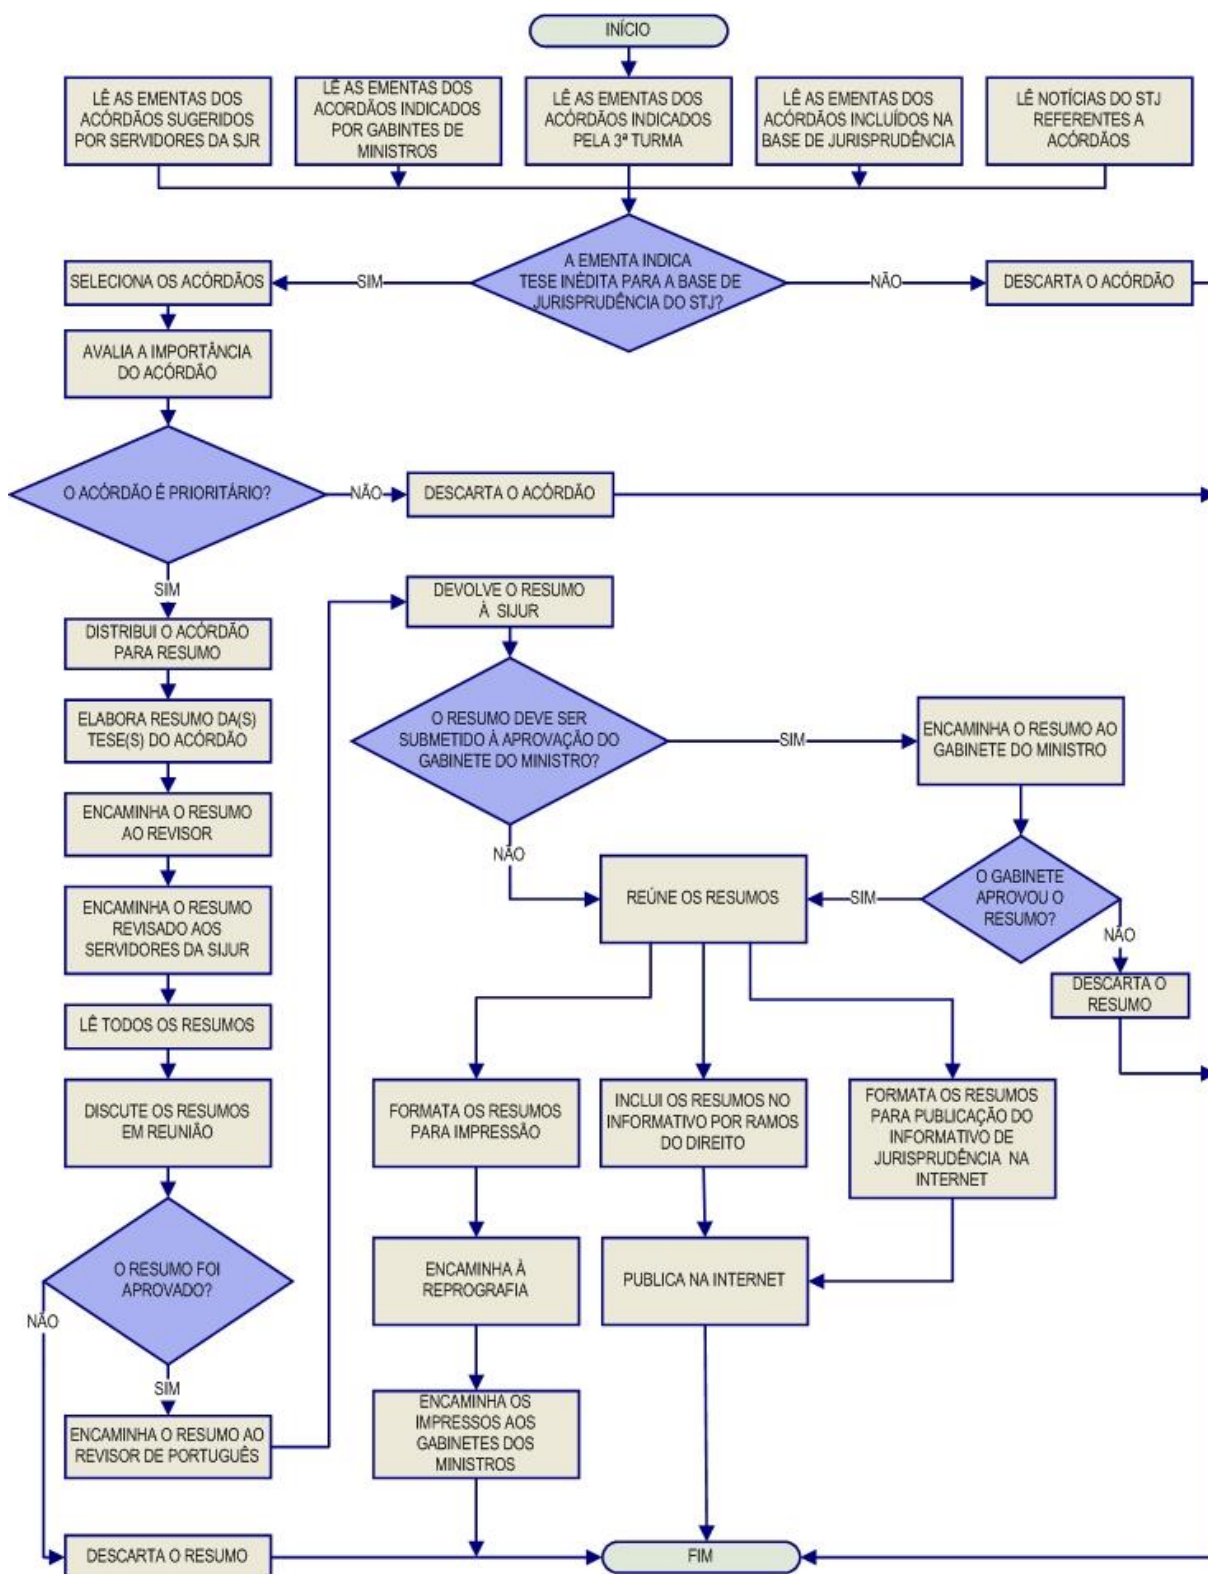 INÍCIO
LÊ AS EMENTAS DOS
ACÓRDÃOS SUGERIDOS
POR SERVIDORES DA SJR
LÊ AS EMENTAS DOS
ACORDÃOS INDICADOS
POR GABINTES DE
MINISTROS
LÊ AS EMENTAS DOS
ACÓRDÃOS INDICADOS
PELA 3ª TURMA
LÊ AS EMENTAS DOS
ACÓRDÃOS INCLUÍDOS NA
BASE DE JURISPRUDÊNCIA
LÊ NOTÍCIAS DO STJ
REFERENTES A
ACÓRDÃOS
A EMENTA INDICA
TESE INÉDITA PARA A BASE DE
JURISPRUDÊNCIA DO STJ?
SIM
NÃO
SELECIONA OS ACÓRDÃOS
DESCARTA O ACÓRDÃO
AVALIA A IMPORTÂNCIA
DO ACÓRDÃO
O ACÓRDÃO É PRIORITÁRIO?
NÃO
DESCARTA O ACÓRDÃO
SIM
DISTRIBUI O ACÓRDÃO
PARA RESUMO
ELABORA RESUMO DA(S)
TESE(S) DO ACÓRDÃO
ENCAMINHA O RESUMO
AO REVISOR
ENCAMINHA O RESUMO
REVISADO AOS
SERVIDORES DA SIJUR
LÊ TODOS OS RESUMOS
DISCUTE OS RESUMOS
EM REUNIÃO
O RESUMO FOI
APROVADO?
NÃO
SIM
ENCAMINHA O RESUMO AO
REVISOR DE PORTUGUÊS
DESCARTA O RESUMO
DEVOLVE O RESUMO
À SIJUR
O RESUMO DEVE SER
SUBMETIDO À APROVAÇÃO DO
GABINETE DO MINISTRO?
SIM
ENCAMINHA O RESUMO AO
GABINETE DO MINISTRO
NÃO
REÚNE OS RESUMOS
SIM
O GABINETE
APROVOU O
RESUMO?
NÃO
DESCARTA O
RESUMO
FORMATA OS RESUMOS
PARA IMPRESSÃO
INCLUI OS RESUMOS NO
INFORMATIVO POR RAMOS
DO DIREITO
FORMATA OS RESUMOS
PARA PUBLICAÇÃO DO
INFORMATIVO DE
JURISPRUDÊNCIA NA
INTERNET
ENCAMINHA À
REPROGRAFIA
PUBLICA NA INTERNET
ENCAMINHA OS
IMPRESSOS AOS
GABINETES DOS
MINISTROS
FIM